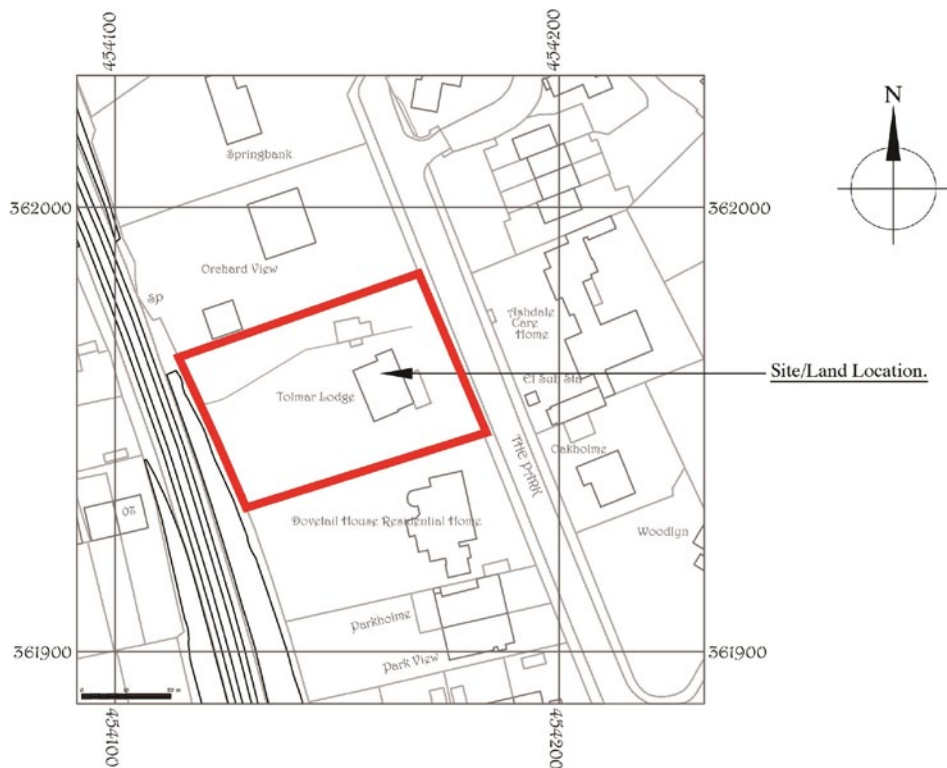 454100
454200
N
Springbank
362000
362000
Orchard View
SP
Ashdale
Care
Home
Site/Land Location.
El Sub Sta
Tolmar Lodge
THE PARK
Oakholme
20
Dovetail House Residential Home
Woodlyn
Parkholme
361900
361900
Park View
454100
454200